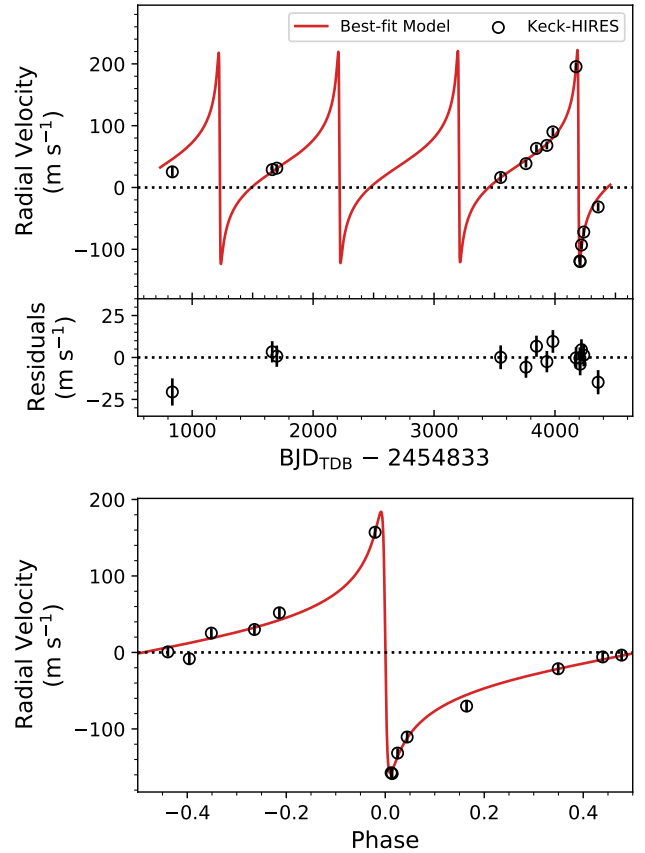 Best-fit Model Keck-HIRES
200
100
0
−100
Radial Velocity
(m s⁻¹)
25
0
−25
Residuals
(m s⁻¹)
1000 2000 3000 4000
BJD_TDB − 2454833
200
100
0
−100
Radial Velocity
(m s⁻¹)
−0.4 −0.2 0.0 0.2 0.4
Phase